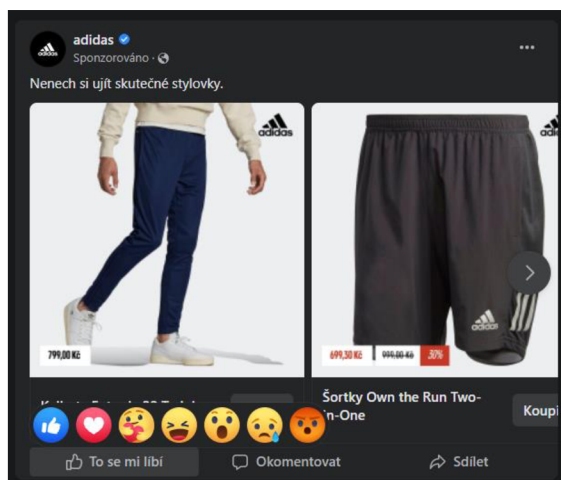 adidas
Sponzorováno ·
Nenech si ujít skutečné stylovky.
adidas
adidas
799,00 Kč
699,30 Kč 999,00 Kč 30%
Šortky Own the Run Two-
in-One
Koupi
To se mi líbí
Okomentovat
Sdílet